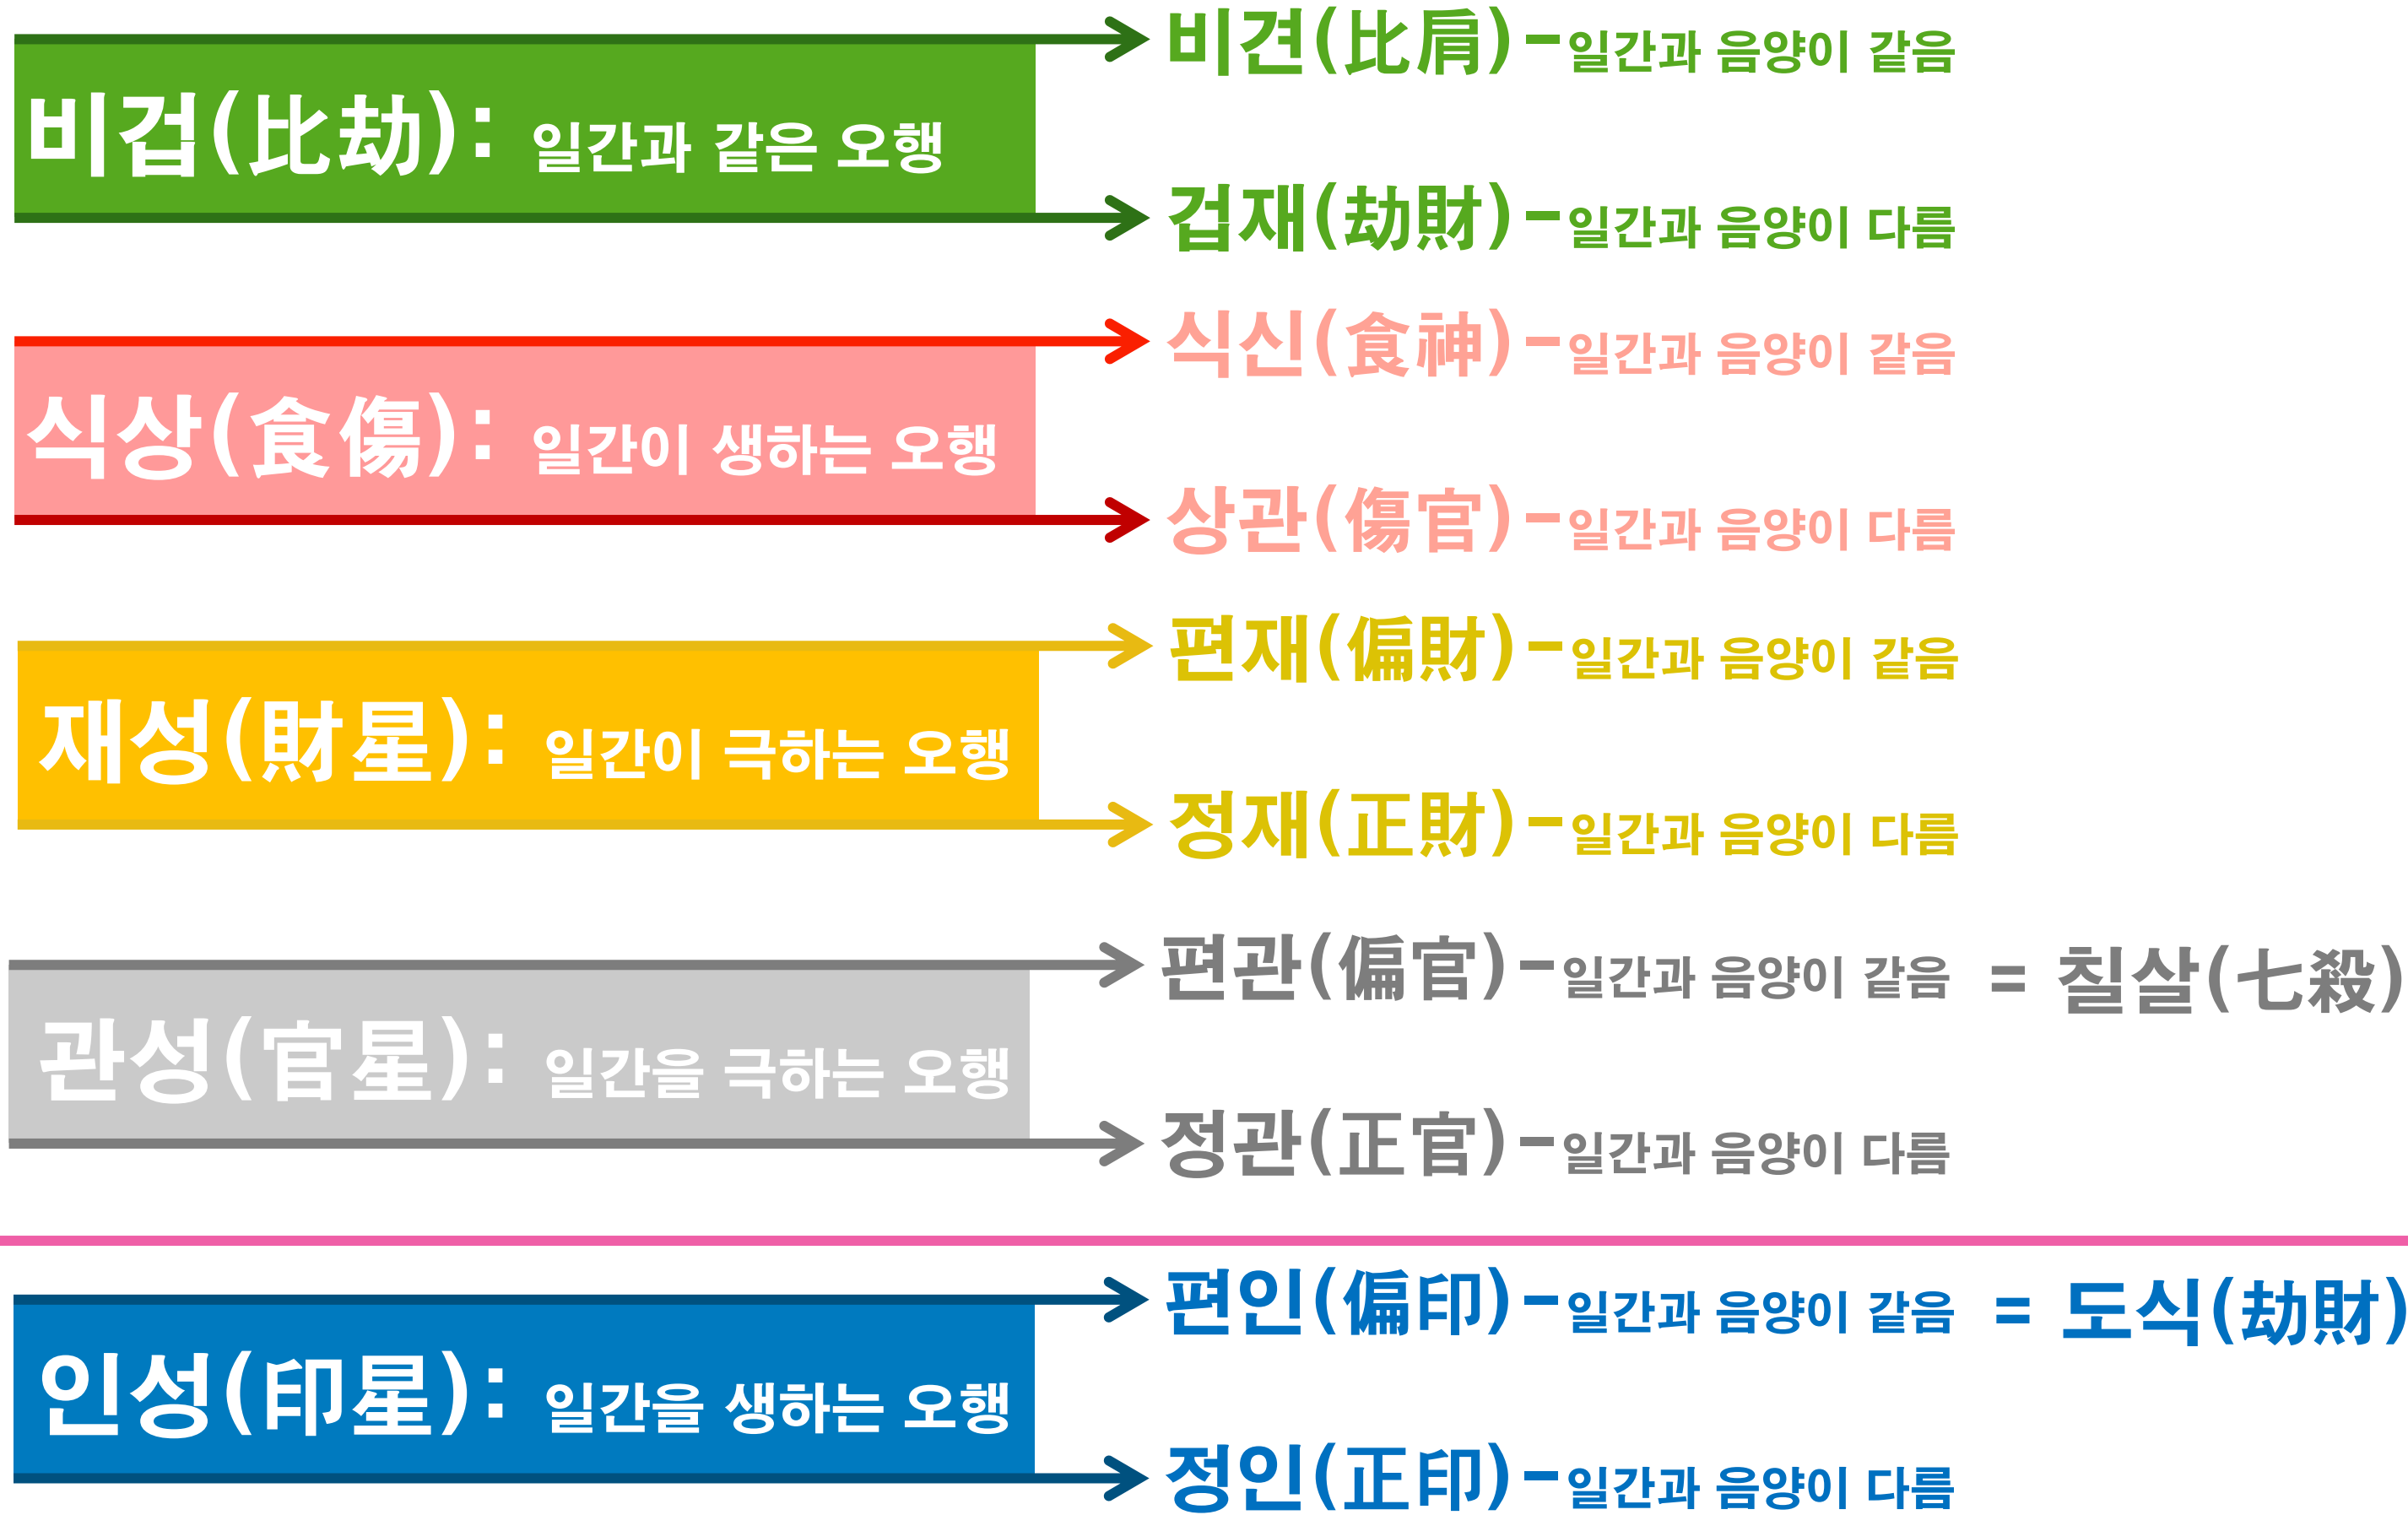 비견(比肩)-일간과 음양이 같음
비겁(比劫): 일간과 같은 오행
겁재(劫財)-일간과 음양이 다름
식신(食神)-일간과 음양이 같음
식상(食傷): 일간이 생하는 오행
상관(傷官)-일간과 음양이 다름
편재(偏財)-일간과 음양이 같음
재성(財星): 일간이 극하는 오행
정재(正財)-일간과 음양이 다름
편관(偏官)-일간과 음양이 같음 = 칠살(七殺)
관성(官星): 일간을 극하는 오행
정관(正官)-일간과 음양이 다름
편인(偏印)-일간과 음양이 같음 = 도식(劫財)
인성(印星): 일간을 생하는 오행
정인(正印)-일간과 음양이 다름